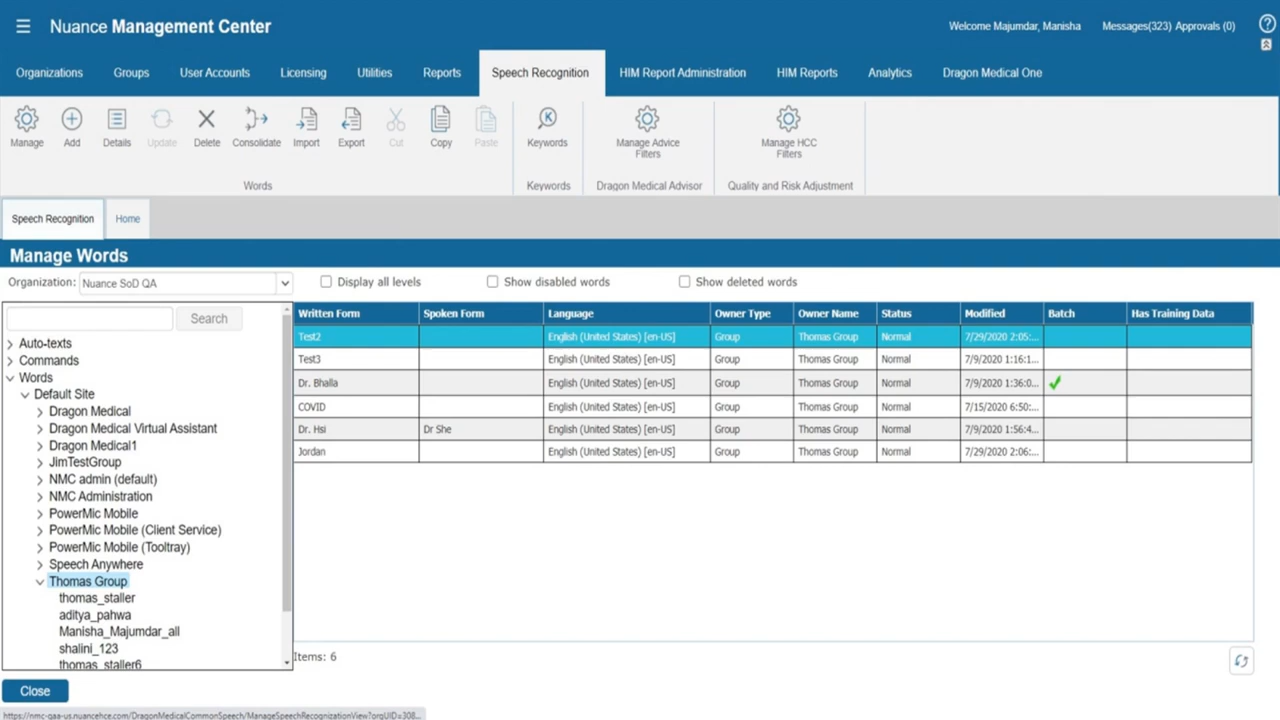 Nuance Management Center
Welcome Majumdar, Manisha Messages(323) Approvals (0)
Organizations Groups User Accounts Licensing Utilities Reports Speech Recognition HIM Report Administration HIM Reports Analytics Dragon Medical One
Manage Add Details Update Delete Consolidate Import Export Cut Copy Paste Keywords Manage Advice Filters Manage HCC Filters
Words Keywords Dragon Medical Advisor Quality and Risk Adjustment
Speech Recognition Home
Manage Words
Organization: Nuance SoD QA Display all levels Show disabled words Show deleted words
Search
Auto-texts
Commands
Words
Default Site
Dragon Medical
Dragon Medical Virtual Assistant
Dragon Medical1
JimTestGroup
NMC admin (default)
NMC Administration
PowerMic Mobile
PowerMic Mobile (Client Service)
PowerMic Mobile (Tooltray)
Speech Anywhere
Thomas Group
thomas_staller
aditya_pahwa
Manisha_Majumdar_all
shalini_123
thomas_staller6
Written Form Spoken Form Language Owner Type Owner Name Status Modified Batch Has Training Data
Test2 English (United States) [en-US] Group Thomas Group Normal 7/29/2020 2:05:...
Test3 English (United States) [en-US] Group Thomas Group Normal 7/9/2020 1:16:1...
Dr. Bhalla English (United States) [en-US] Group Thomas Group Normal 7/9/2020 1:36:0...
COVID English (United States) [en-US] Group Thomas Group Normal 7/15/2020 6:50:...
Dr. Hsi Dr She English (United States) [en-US] Group Thomas Group Normal 7/9/2020 1:56:4...
Jordan English (United States) [en-US] Group Thomas Group Normal 7/29/2020 2:06:...
Items: 6
Close
https://nmc-qaa-us.nuancehce.com/DragonMedicalCommonSpeech/ManageSpeechRecognizationView?orgUID=308...